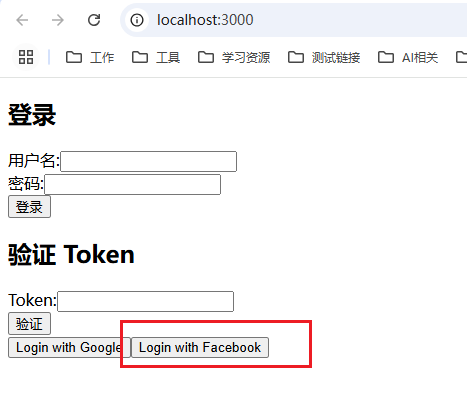 localhost:3000
工作 工具 学习资源 测试链接 AI相关
登录
用户名:
密码:
登录
验证 Token
Token:
验证
Login with Google Login with Facebook